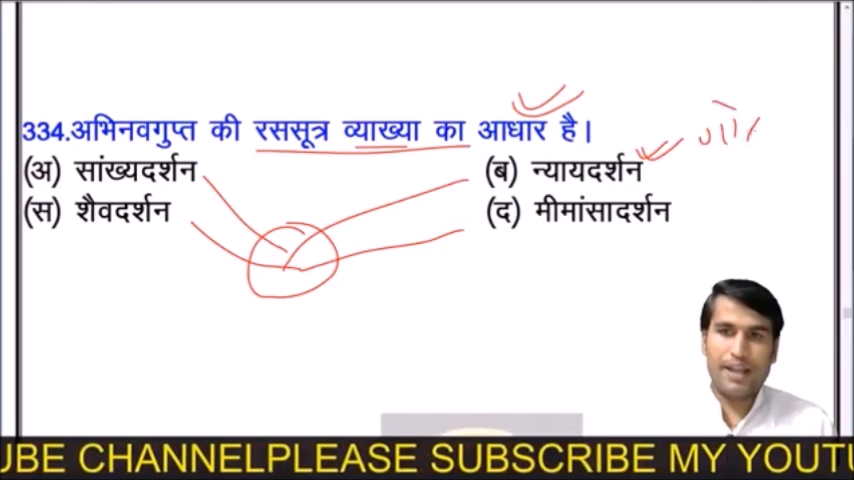 334.अभिनवगुप्त की रससूत्र व्याख्या का आधार है।
(अ) सांख्यदर्शन (ब) न्यायदर्शन
(स) शैवदर्शन (द) मीमांसादर्शन
UBE CHANNELPLEASE SUBSCRIBE MY YOUTU